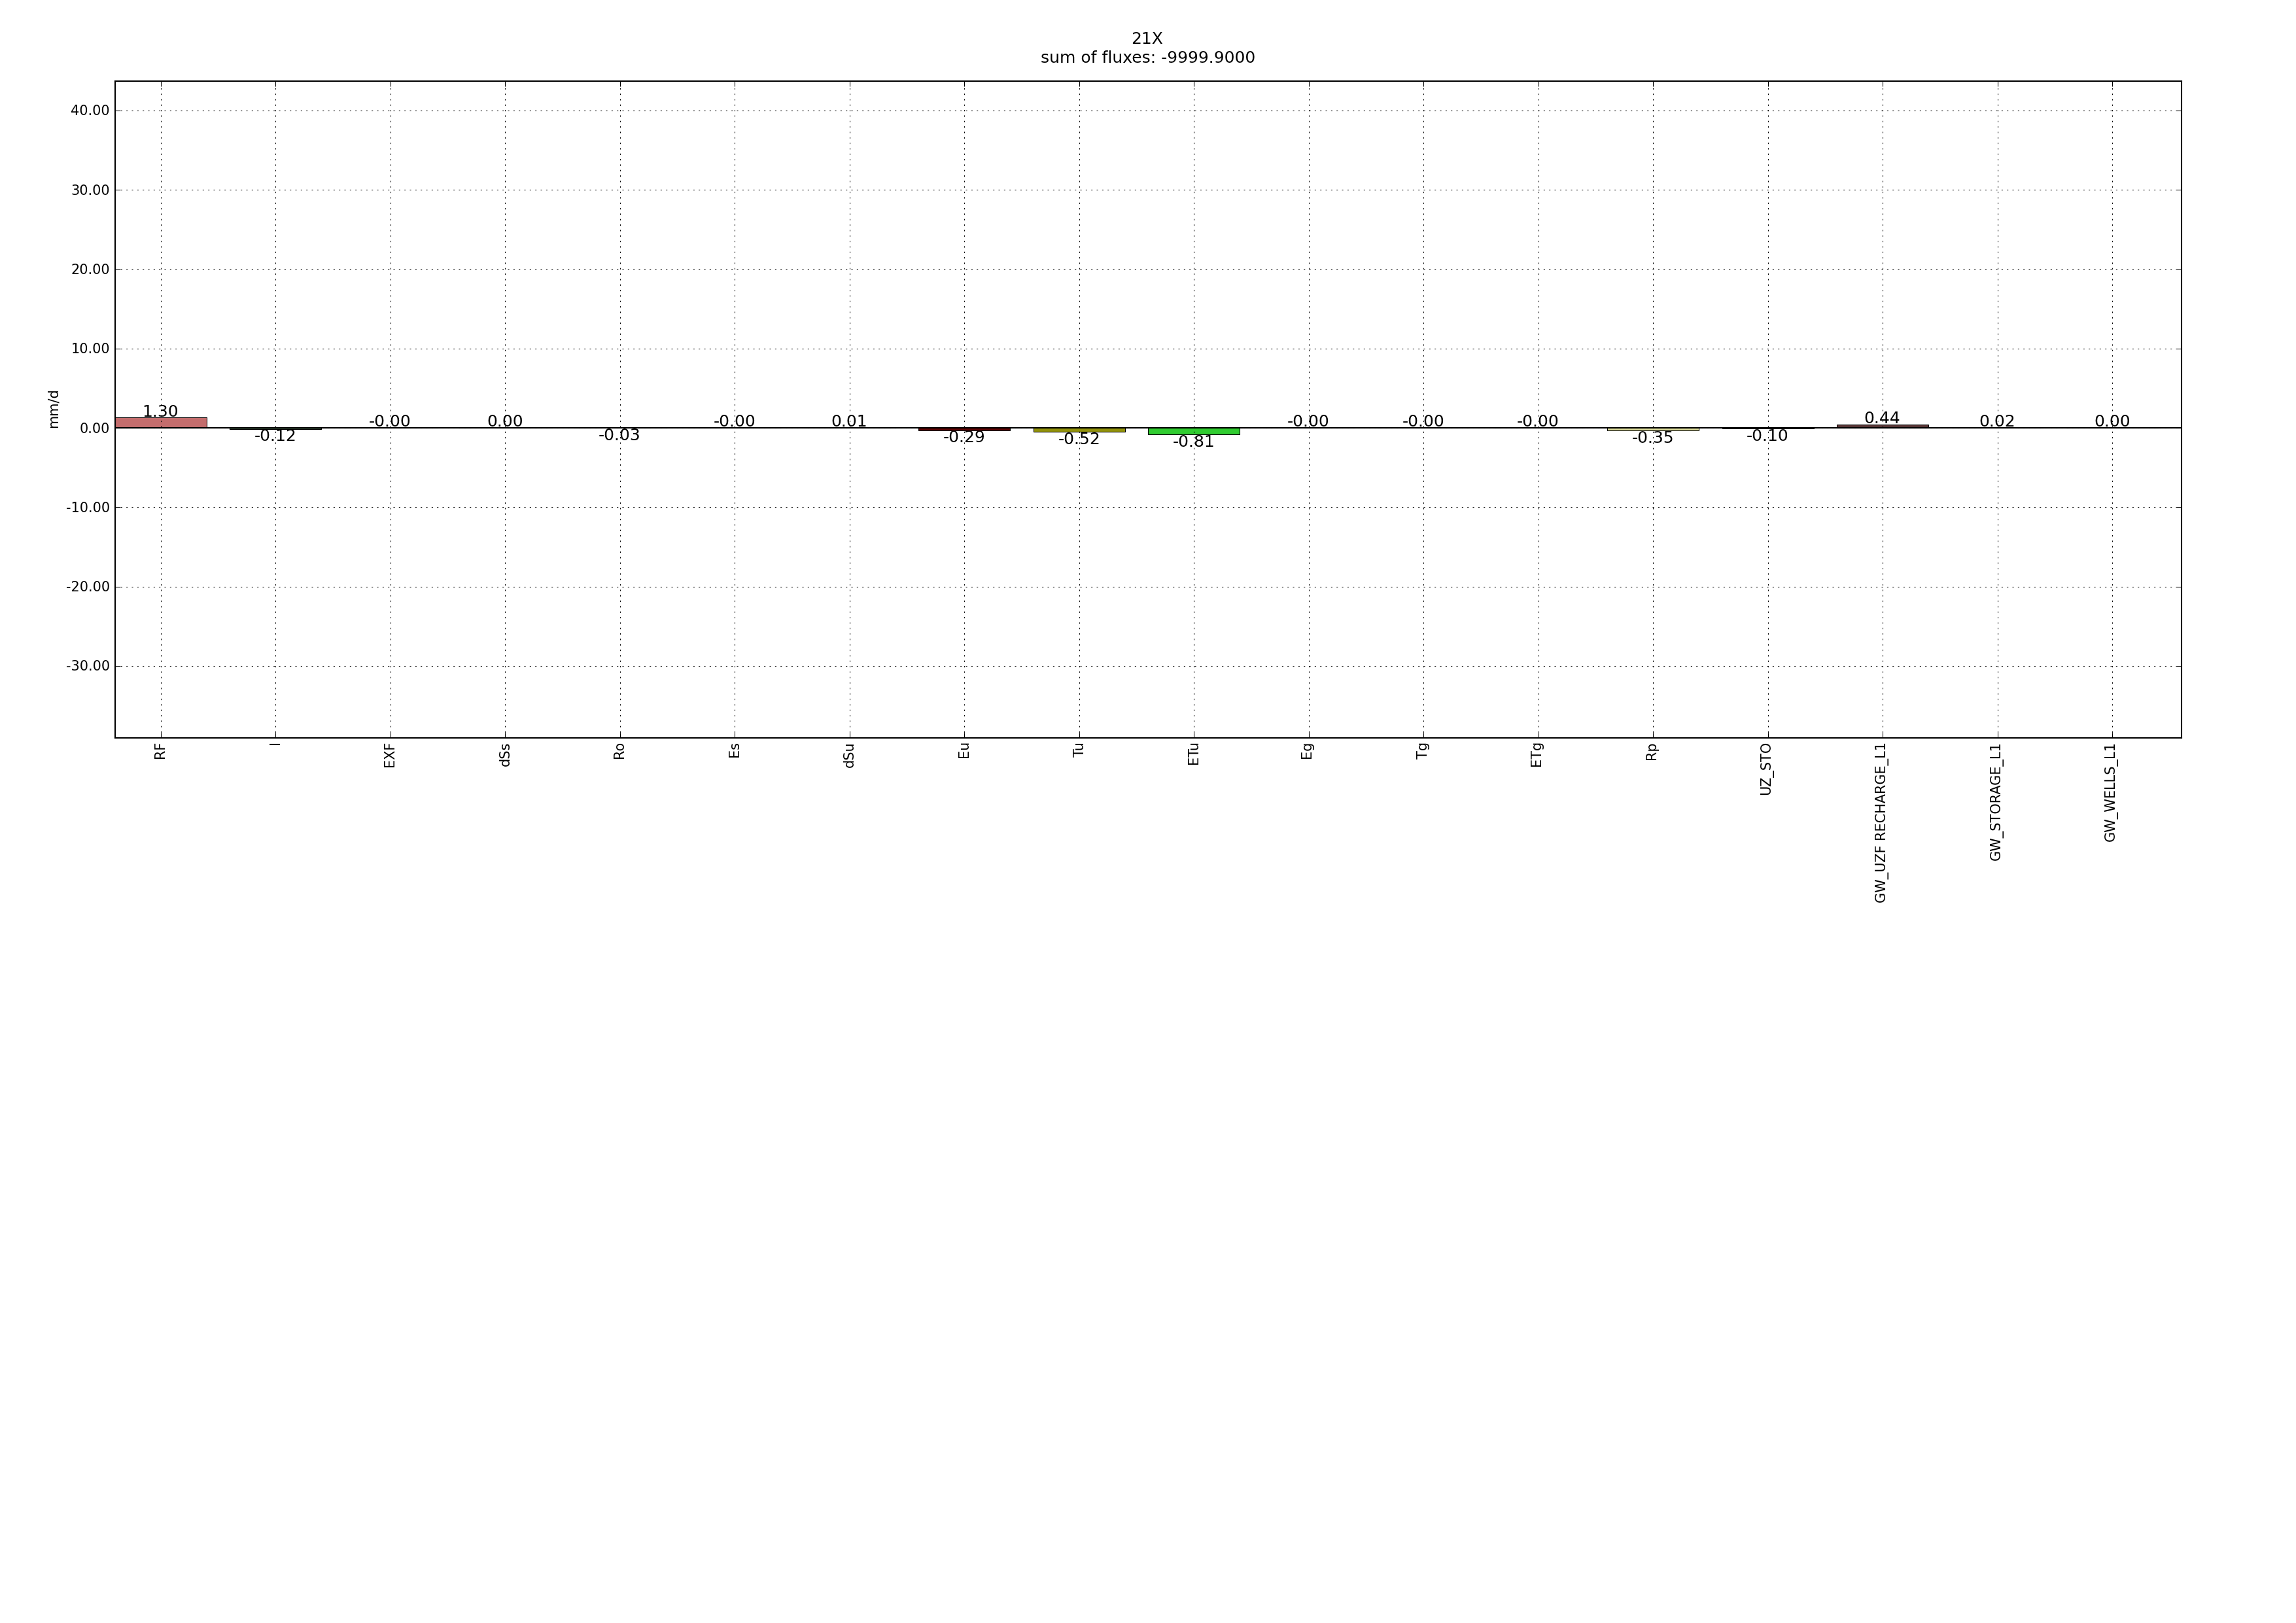 21X
sum of fluxes: -9999.9000
40.00
30.00
20.00
10.00
0.00
-10.00
-20.00
-30.00
mm/d
1.30
-0.12
-0.00
0.00
-0.03
-0.00
0.01
-0.29
-0.52
-0.81
-0.00
-0.00
-0.00
-0.35
-0.10
0.44
0.02
0.00
RF
I
EXF
dSs
Ro
Es
dSu
Eu
Tu
ETu
Eg
Tg
ETg
Rp
UZ_STO
GW_UZF RECHARGE_L1
GW_STORAGE_L1
GW_WELLS_L1